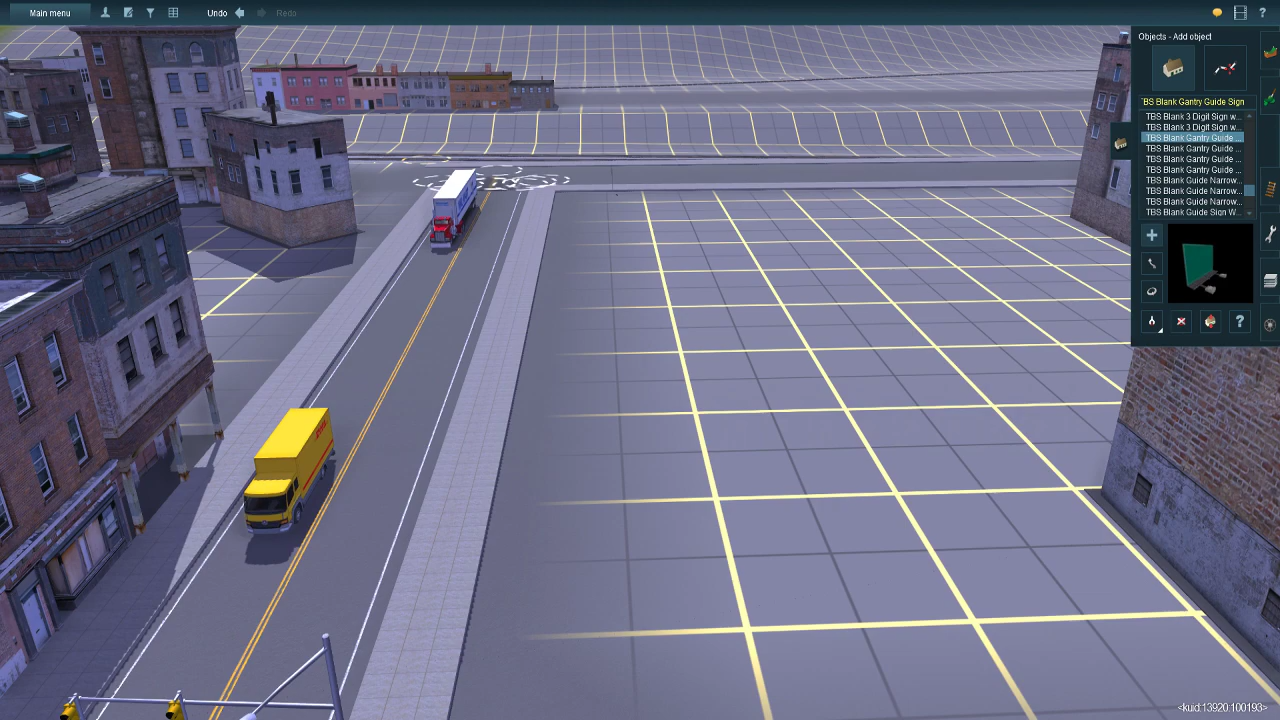 Main menu
Undo
Redo
?
Objects - Add object
BS Blank Gantry Guide Sign
TBS Blank 3 Digit Sign w...
TBS Blank Cangit Sign w...
TBS Blank Gantry Guide ...
TBS Blank Gantry Guide ...
TBS Blank Gantry Guide ...
TBS Blank Gantry Guide ...
TBS Blank Guide Narrow...
TBS Blank Guide Narrow...
TBS Blank Guide Narrow...
TBS Blank Guide Sign W...
?
<kuid:13920:100193>